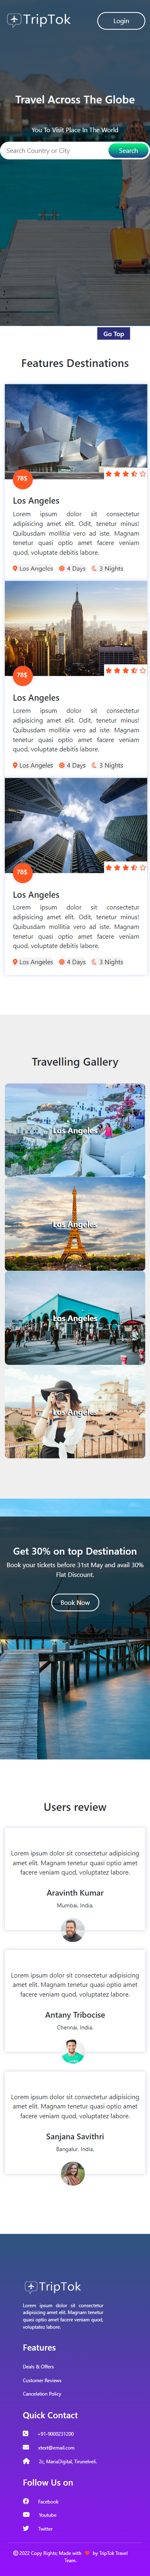 TripTok
Login
Travel Across The Globe
You To Visit Place In The World
Search Country or City
Search
Go Top
Features Destinations
78$
Los Angeles
Lorem ipsum dolor sit consectetur
adipisicing amet elit. Odit, tenetur minus!
Quibusdam mollitia vero ad iste. Magnam
tenetur quasi optio amet facere veniam
quod, voluptate debitis labore.
Los Angeles 4 Days 3 Nights
78$
Los Angeles
Lorem ipsum dolor sit consectetur
adipisicing amet elit. Odit, tenetur minus!
Quibusdam mollitia vero ad iste. Magnam
tenetur quasi optio amet facere veniam
quod, voluptate debitis labore.
Los Angeles 4 Days 3 Nights
78$
Los Angeles
Lorem ipsum dolor sit consectetur
adipisicing amet elit. Odit, tenetur minus!
Quibusdam mollitia vero ad iste. Magnam
tenetur quasi optio amet facere veniam
quod, voluptate debitis labore.
Los Angeles 4 Days 3 Nights
Travelling Gallery
Los Angeles
Los Angeles
Los Angeles
Los Angeles
Get 30% on top Destination
Book your tickets before 31st May and avail 30%
Flat Discount.
Book Now
Users review
Lorem ipsum dolor sit consectetur adipisicing
amet elit. Magnam tenetur quasi optio amet
facere veniam quod, voluptatez labore.
Aravinth Kumar
Mumbai, India.
Lorem ipsum dolor sit consectetur adipisicing
amet elit. Magnam tenetur quasi optio amet
facere veniam quod, voluptatez labore.
Antany Tribocise
Chennai, India.
Lorem ipsum dolor sit consectetur adipisicing
amet elit. Magnam tenetur quasi optio amet
facere veniam quod, voluptatez labore.
Sanjana Savithri
Bangalur, India.
TripTok
Lorem ipsum dolor sit consectetur
adipisicing amet elit. Magnam tenetur
quasi optio amet facere veniam quod,
voluptatez labore.
Features
Deals & Offers
Customer Reviews
Cancelation Policy
Quick Contact
+91-9000231200
xtext@email.com
2c, MariaDigital, Tirunelveli.
Follow Us on
Facebook
Youtube
Twitter
© 2022 Copy Rights; Made with by TripTok Travel
Team.